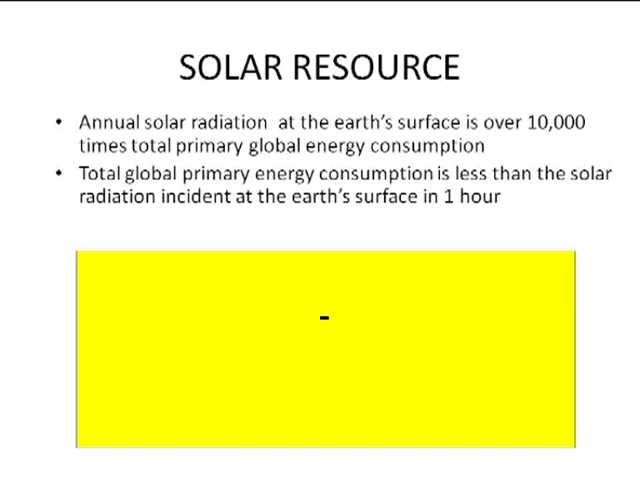 SOLAR RESOURCE
• Annual solar radiation at the earth's surface is over 10,000
times total primary global energy consumption
• Total global primary energy consumption is less than the solar
radiation incident at the earth's surface in 1 hour
-